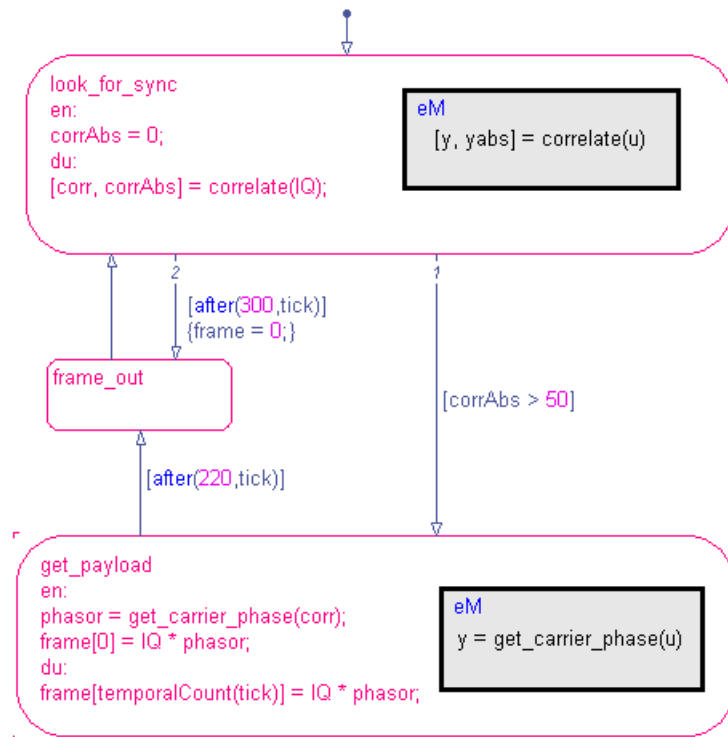 look_for_sync
en:
corrAbs = 0;
du:
[corr, corrAbs] = correlate(IQ);
eM
[y, yabs] = correlate(u)
2
1
[after(300,tick)]
{frame = 0;}
frame_out
[corrAbs > 50]
[after(220,tick)]
get_payload
en:
phasor = get_carrier_phase(corr);
frame[0] = IQ * phasor;
du:
frame[temporalCount(tick)] = IQ * phasor;
eM
y = get_carrier_phase(u)